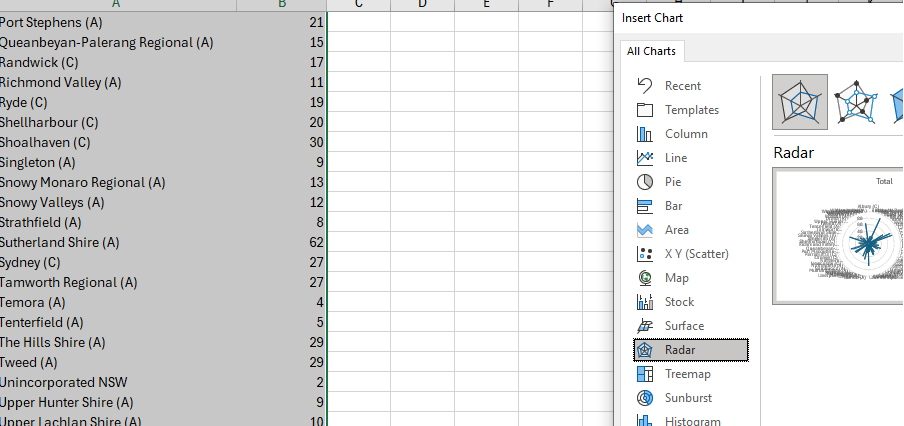 A B C D E F
Port Stephens (A) 21
Queanbeyan-Palerang Regional (A) 15
Randwick (C) 17
Richmond Valley (A) 11
Ryde (C) 19
Shellharbour (C) 20
Shoalhaven (C) 30
Singleton (A) 9
Snowy Monaro Regional (A) 13
Snowy Valleys (A) 12
Strathfield (A) 8
Sutherland Shire (A) 62
Sydney (C) 27
Tamworth Regional (A) 27
Temora (A) 4
Tenterfield (A) 5
The Hills Shire (A) 29
Tweed (A) 29
Unincorporated NSW 2
Upper Hunter Shire (A) 9
Upper Lachlan Shire (A) 10
Insert Chart
All Charts
Recent
Templates
Column
Line
Pie
Bar
Area
X Y (Scatter)
Map
Stock
Surface
Radar
Treemap
Sunburst
Histogram
Radar
Total